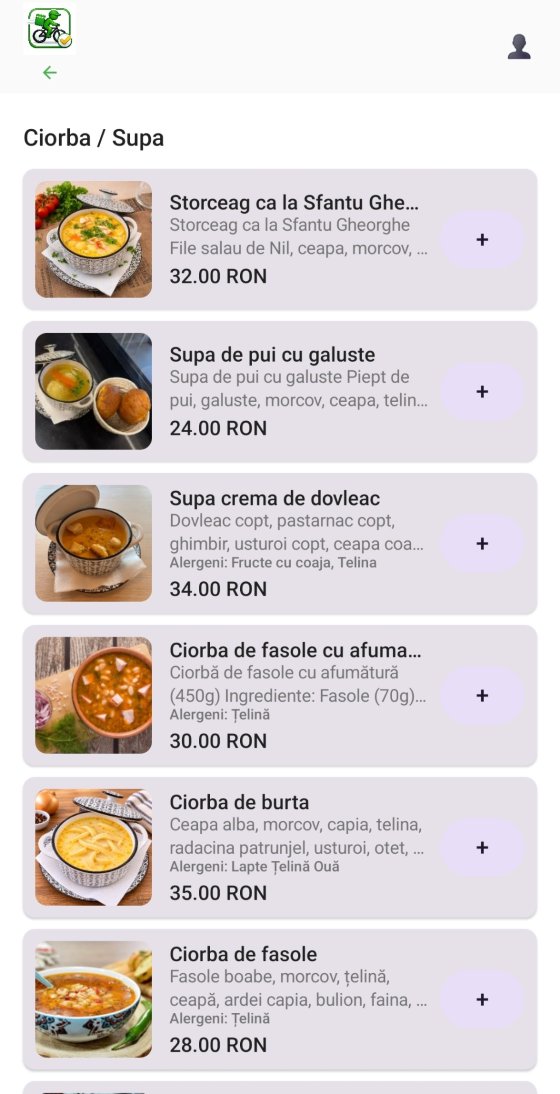 Ciorba / Supa
Storceag ca la Sfantu Ghe...
Storceag ca la Sfantu Gheorghe
File salau de Nil, ceapa, morcov, ...
32.00 RON
+
Supa de pui cu galuste
Supa de pui cu galuste Piept de
pui, galuste, morcov, ceapa, telin...
24.00 RON
+
Supa crema de dovleac
Dovleac copt, pastarnac copt,
ghimbir, usturoi copt, ceapa coa...
Alergeni: Fructe cu coaja, Telina
34.00 RON
+
Ciorba de fasole cu afuma...
Ciorbă de fasole cu afumătură
(450g) Ingrediente: Fasole (70g)...
Alergeni: Țelină
30.00 RON
+
Ciorba de burta
Ceapa alba, morcov, capia, telina,
radacina patrunjel, usturoi, otet, ...
Alergeni: Lapte Țelină Ouă
35.00 RON
+
Ciorba de fasole
Fasole boabe, morcov, țelină,
ceapă, ardei capia, bulion, faina, ...
Alergeni: Țelină
28.00 RON
+